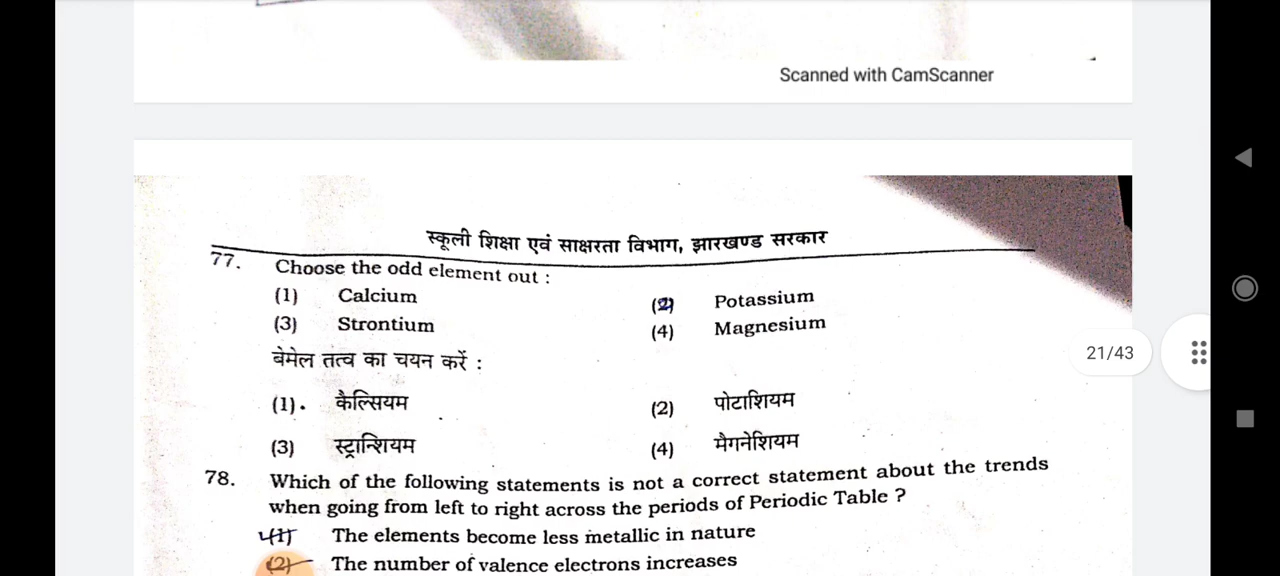 Scanned with CamScanner
स्कूली शिक्षा एवं साक्षरता विभाग, झारखण्ड सरकार
77. Choose the odd element out :
(1) Calcium (2) Potassium
(3) Strontium (4) Magnesium
बेमेल तत्व का चयन करें :
(1). कैल्सियम (2) पोटाशियम
(3) स्ट्रान्शियम (4) मैगनेशियम
21/43
78. Which of the following statements is not a correct statement about the trends
when going from left to right across the periods of Periodic Table ?
(1) The elements become less metallic in nature
(2) The number of valence electrons increases